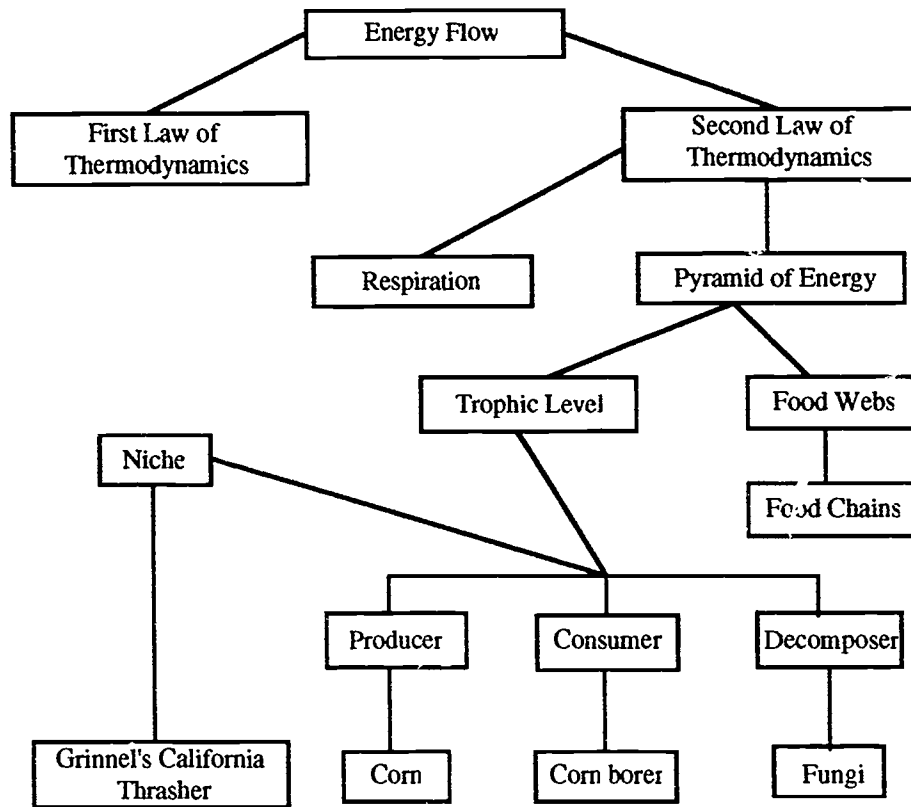 Energy Flow
First Law of
Thermodynamics
Second Law of
Thermodynamics
Respiration
Pyramid of Energy
Trophic Level
Food Webs
Niche
Food Chains
Producer
Consumer
Decomposer
Grinnel's California
Thrasher
Corn
Corn borer
Fungi